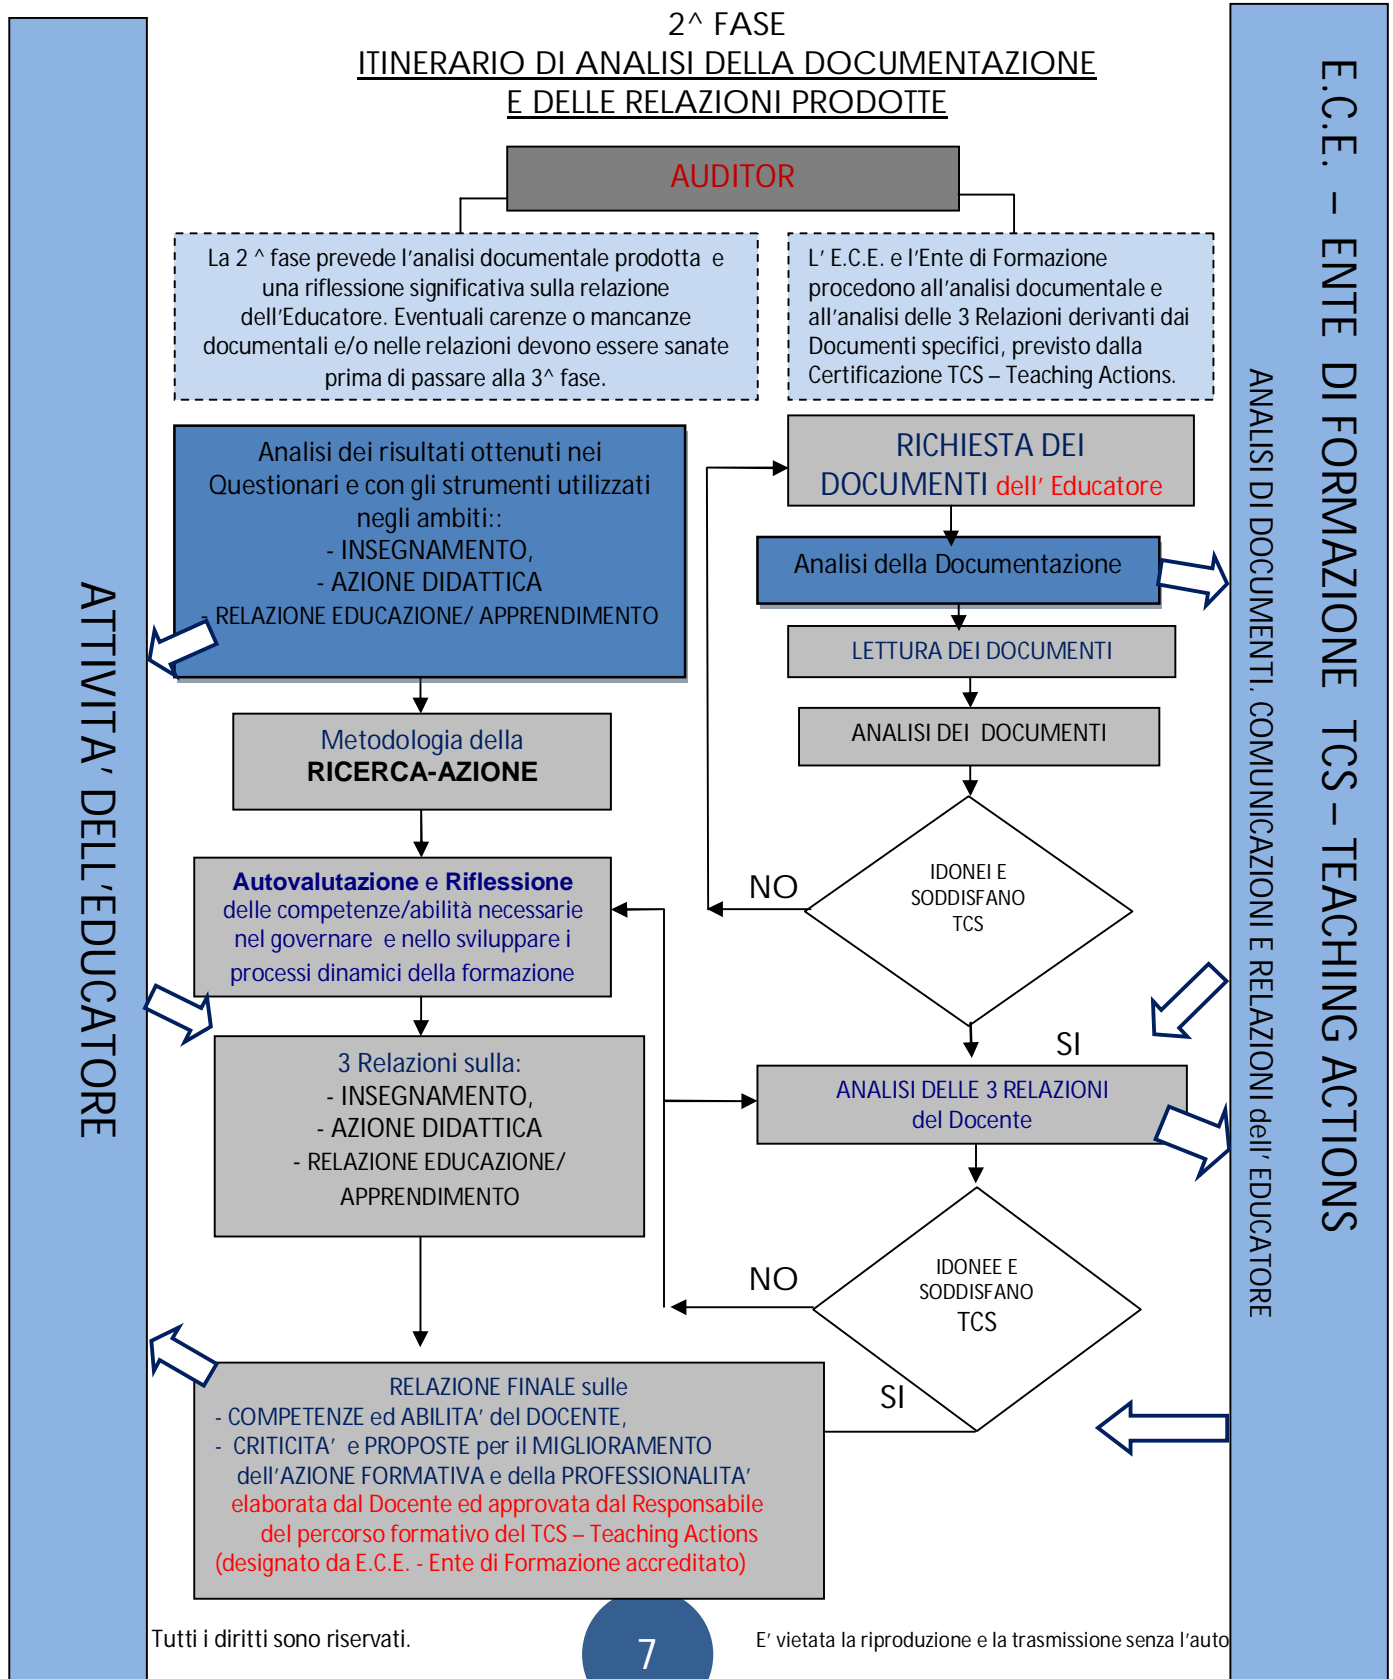 2^ FASE
ITINERARIO DI ANALISI DELLA DOCUMENTAZIONE
E DELLE RELAZIONI PRODOTTE
AUDITOR
La 2 ^ fase prevede l'analisi documentale prodotta e
una riflessione significativa sulla relazione
dell'Educatore. Eventuali carenze o mancanze
documentali e/o nelle relazioni devono essere sanate
prima di passare alla 3^ fase.
L' E.C.E. e l'Ente di Formazione
procedono all'analisi documentale e
all'analisi delle 3 Relazioni derivanti dai
Documenti specifici, previsto dalla
Certificazione TCS – Teaching Actions.
Analisi dei risultati ottenuti nei
Questionari e con gli strumenti utilizzati
negli ambiti::
- INSEGNAMENTO,
- AZIONE DIDATTICA
- RELAZIONE EDUCAZIONE/ APPRENDIMENTO
Metodologia della
RICERCA-AZIONE
Autovalutazione e Riflessione
delle competenze/abilità necessarie
nel governare e nello sviluppare i
processi dinamici della formazione
3 Relazioni sulla:
- INSEGNAMENTO,
- AZIONE DIDATTICA
- RELAZIONE EDUCAZIONE/
APPRENDIMENTO
RICHIESTA DEI
DOCUMENTI dell' Educatore
Analisi della Documentazione
LETTURA DEI DOCUMENTI
ANALISI DEI DOCUMENTI
IDONEI E
SODDISFANO
TCS
NO
SI
ANALISI DELLE 3 RELAZIONI
del Docente
IDONEE E
SODDISFANO
TCS
NO
SI
RELAZIONE FINALE sulle
- COMPETENZE ed ABILITA' del DOCENTE,
- CRITICITA' e PROPOSTE per il MIGLIORAMENTO
dell'AZIONE FORMATIVA e della PROFESSIONALITA'
elaborata dal Docente ed approvata dal Responsabile
del percorso formativo del TCS – Teaching Actions
(designato da E.C.E. - Ente di Formazione accreditato)
ATTIVITA' DELL'EDUCATORE
E.C.E. – ENTE DI FORMAZIONE TCS – TEACHING ACTIONS
ANALISI DI DOCUMENTI. COMUNICAZIONI E RELAZIONI dell' EDUCATORE
Tutti i diritti sono riservati.
7
E' vietata la riproduzione e la trasmissione senza l'auto